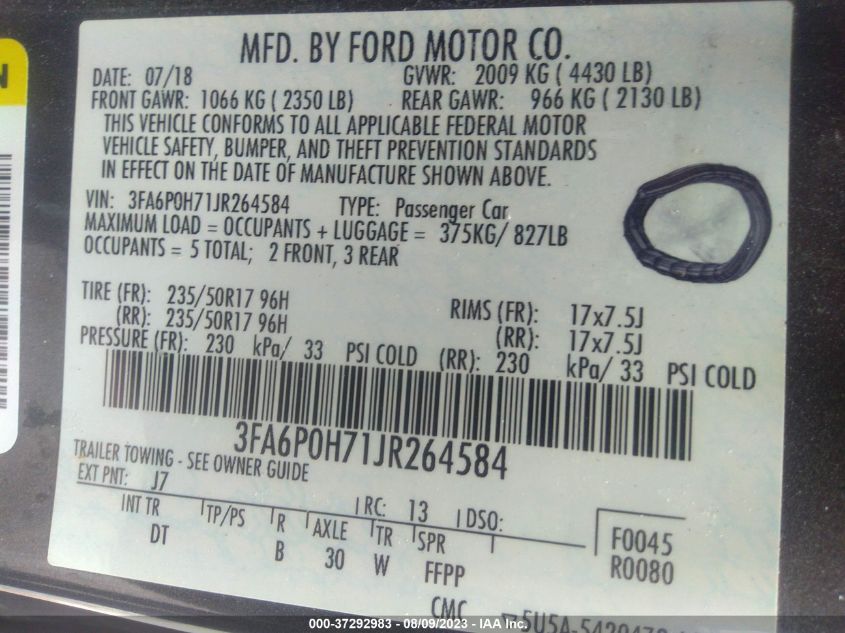 MFD. BY FORD MOTOR CO.
DATE: 07/18 GVWR: 2009 KG ( 4430 LB)
FRONT GAWR: 1066 KG ( 2350 LB) REAR GAWR: 966 KG ( 2130 LB)
THIS VEHICLE CONFORMS TO ALL APPLICABLE FEDERAL MOTOR
VEHICLE SAFETY, BUMPER, AND THEFT PREVENTION STANDARDS
IN EFFECT ON THE DATE OF MANUFACTURE SHOWN ABOVE.
VIN: 3FA6P0H71JR264584 TYPE: Passenger Car
MAXIMUM LOAD = OCCUPANTS + LUGGAGE = 375KG/ 827LB
OCCUPANTS = 5 TOTAL; 2 FRONT, 3 REAR
TIRE (FR): 235/50R17 96H RIMS (FR): 17x7.5J
(RR): 235/50R17 96H (RR): 17x7.5J
PRESSURE (FR): 230 kPa/ 33 PSI COLD (RR): 230 kPa/ 33 PSI COLD
3FA6P0H71JR264584
TRAILER TOWING - SEE OWNER GUIDE
EXT PNT: J7 RC: 13 DSO:
INT TR TP/PS R AXLE TR SPR F0045
DT B 30 W FFPP R0080
CMC
000-37292983 - 08/09/2023 - IAA Inc.